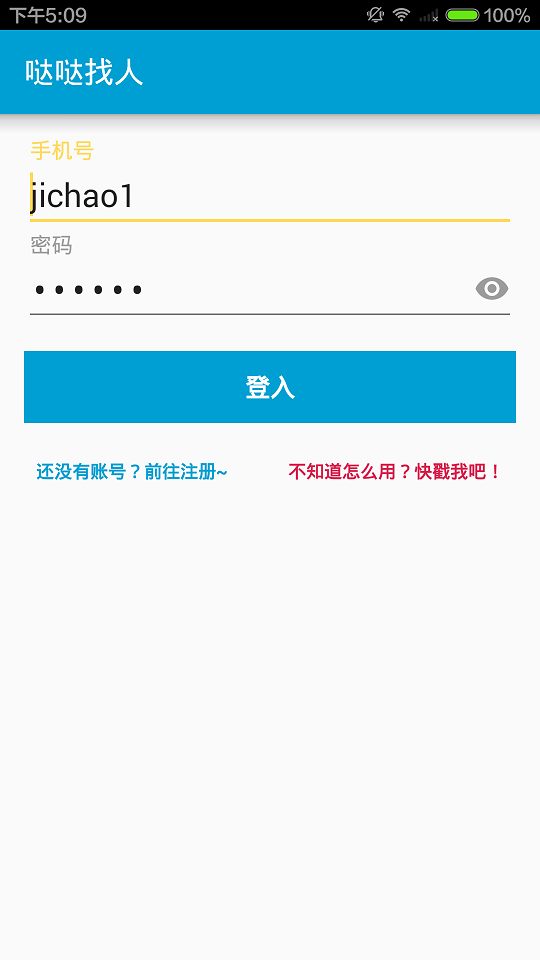 下午5:09 100%
哒哒找人
手机号
jichao1
密码
••••••
登入
还没有账号？前往注册~ 不知道怎么用？快戳我吧！